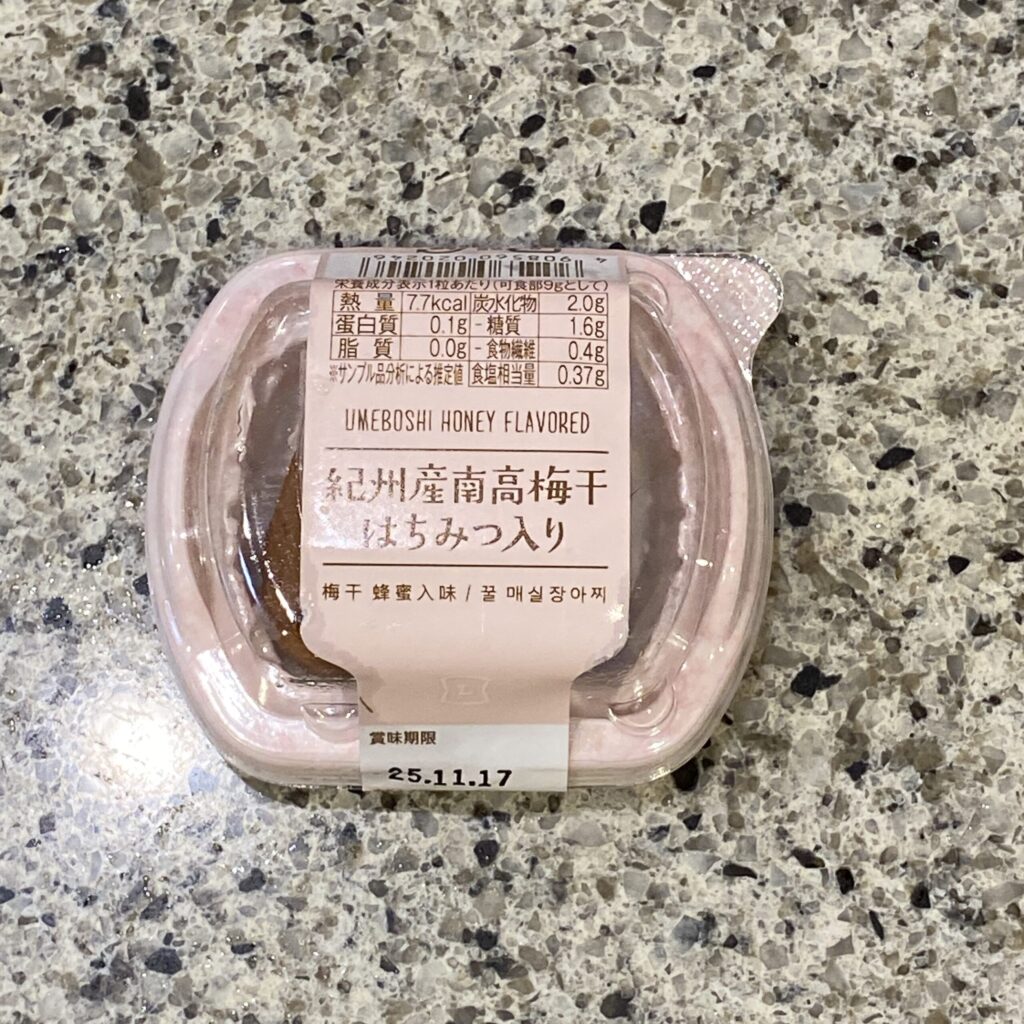 4 908560 020246
栄養成分表示1粒あたり(可食部9gとして)
熱量 7.7kcal 炭水化物 2.0g
蛋白質 0.1g -糖質 1.6g
脂質 0.0g -食物繊維 0.4g
※サンプル品分析による推定値 食塩相当量 0.37g
UMEBOSHI HONEY FLAVORED
紀州産南高梅干
はちみつ入り
梅干 蜂蜜入味 / 꿀 매실장아찌
賞味期限
25.11.17